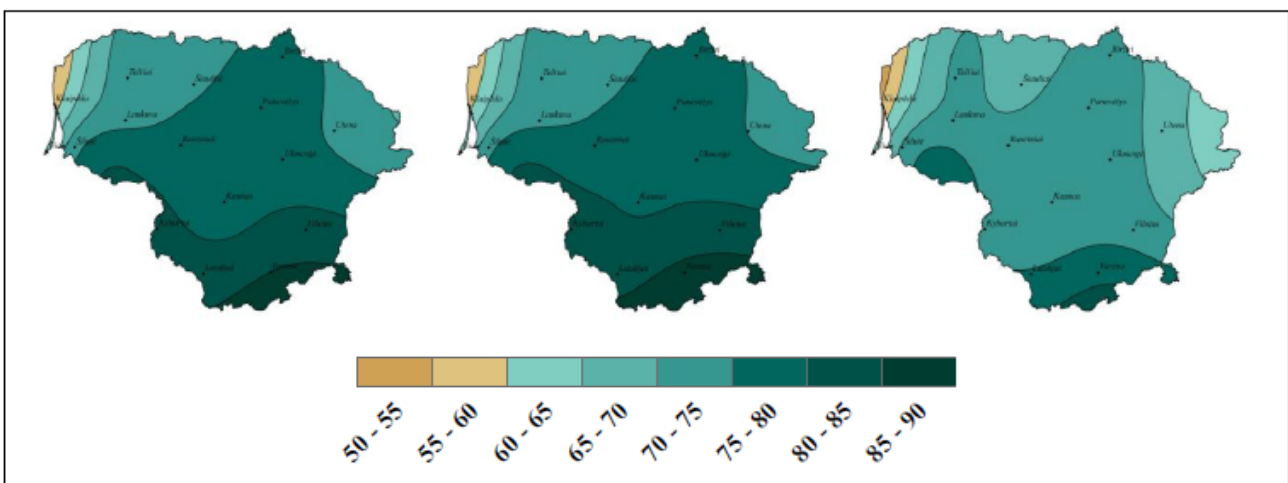 Biržai Biržai Biržai
Telšiai Šiauliai Telšiai Šiauliai Telšiai Šiauliai
Klaipėda Panevėžys Klaipėda Panevėžys Klaipėda Panevėžys
Laukuva Utena Laukuva Utena Laukuva Utena
Šilutė Raseiniai Ukmergė Šilutė Raseiniai Ukmergė Šilutė Raseiniai Ukmergė
Kaunas Kaunas Kaunas
Kybartai Vilnius Kybartai Vilnius Kybartai Vilnius
Lazdijai Varėna Lazdijai Varėna Lazdijai Varėna
50 - 55
55 - 60
60 - 65
65 - 70
70 - 75
75 - 80
80 - 85
85 - 90